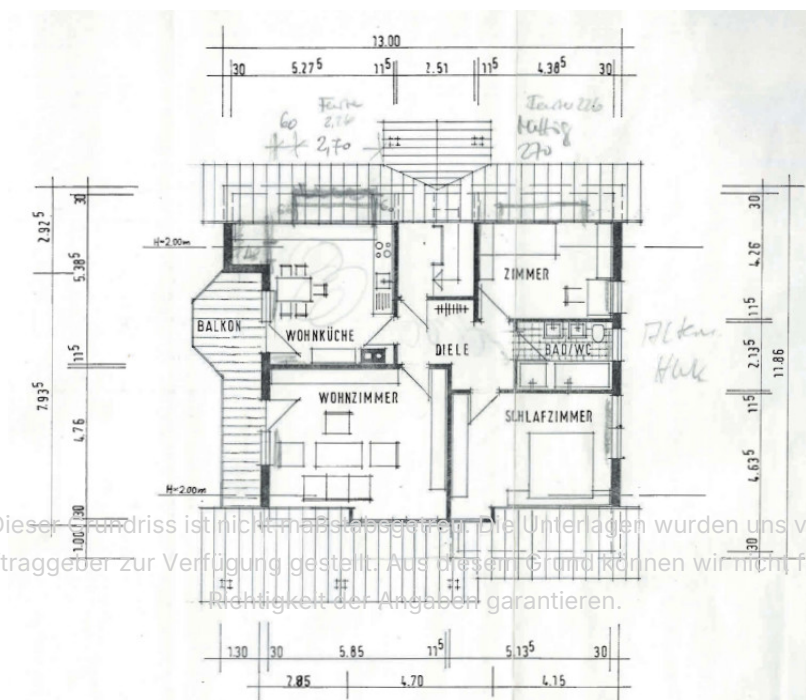 13.00
30 5.27⁵ 11⁵ 2.51 11⁵ 4.38⁵ 30
60 2,70 270
H=2.00m
ZIMMER
BALKON WOHNKÜCHE DIELE BAD/WC
WOHNZIMMER SCHLAFZIMMER
H=2.00m
2.92⁵ 7.93⁵
30 5.38⁵ 11⁵ 4.76 30 1.00
30 4.26 11⁵ 2.13⁵ 11⁵ 4.63⁵ 30
11.86
Dieser Grundriss ist nicht maßstabsgetreu. Die Unterlagen wurden uns v
traggeber zur Verfügung gestellt. Aus diesem Grund können wir nicht f
Richtigkeit der Angaben garantieren.
1.30 30 5.85 11⁵ 5.13⁵ 30
2.85 4.70 4.15